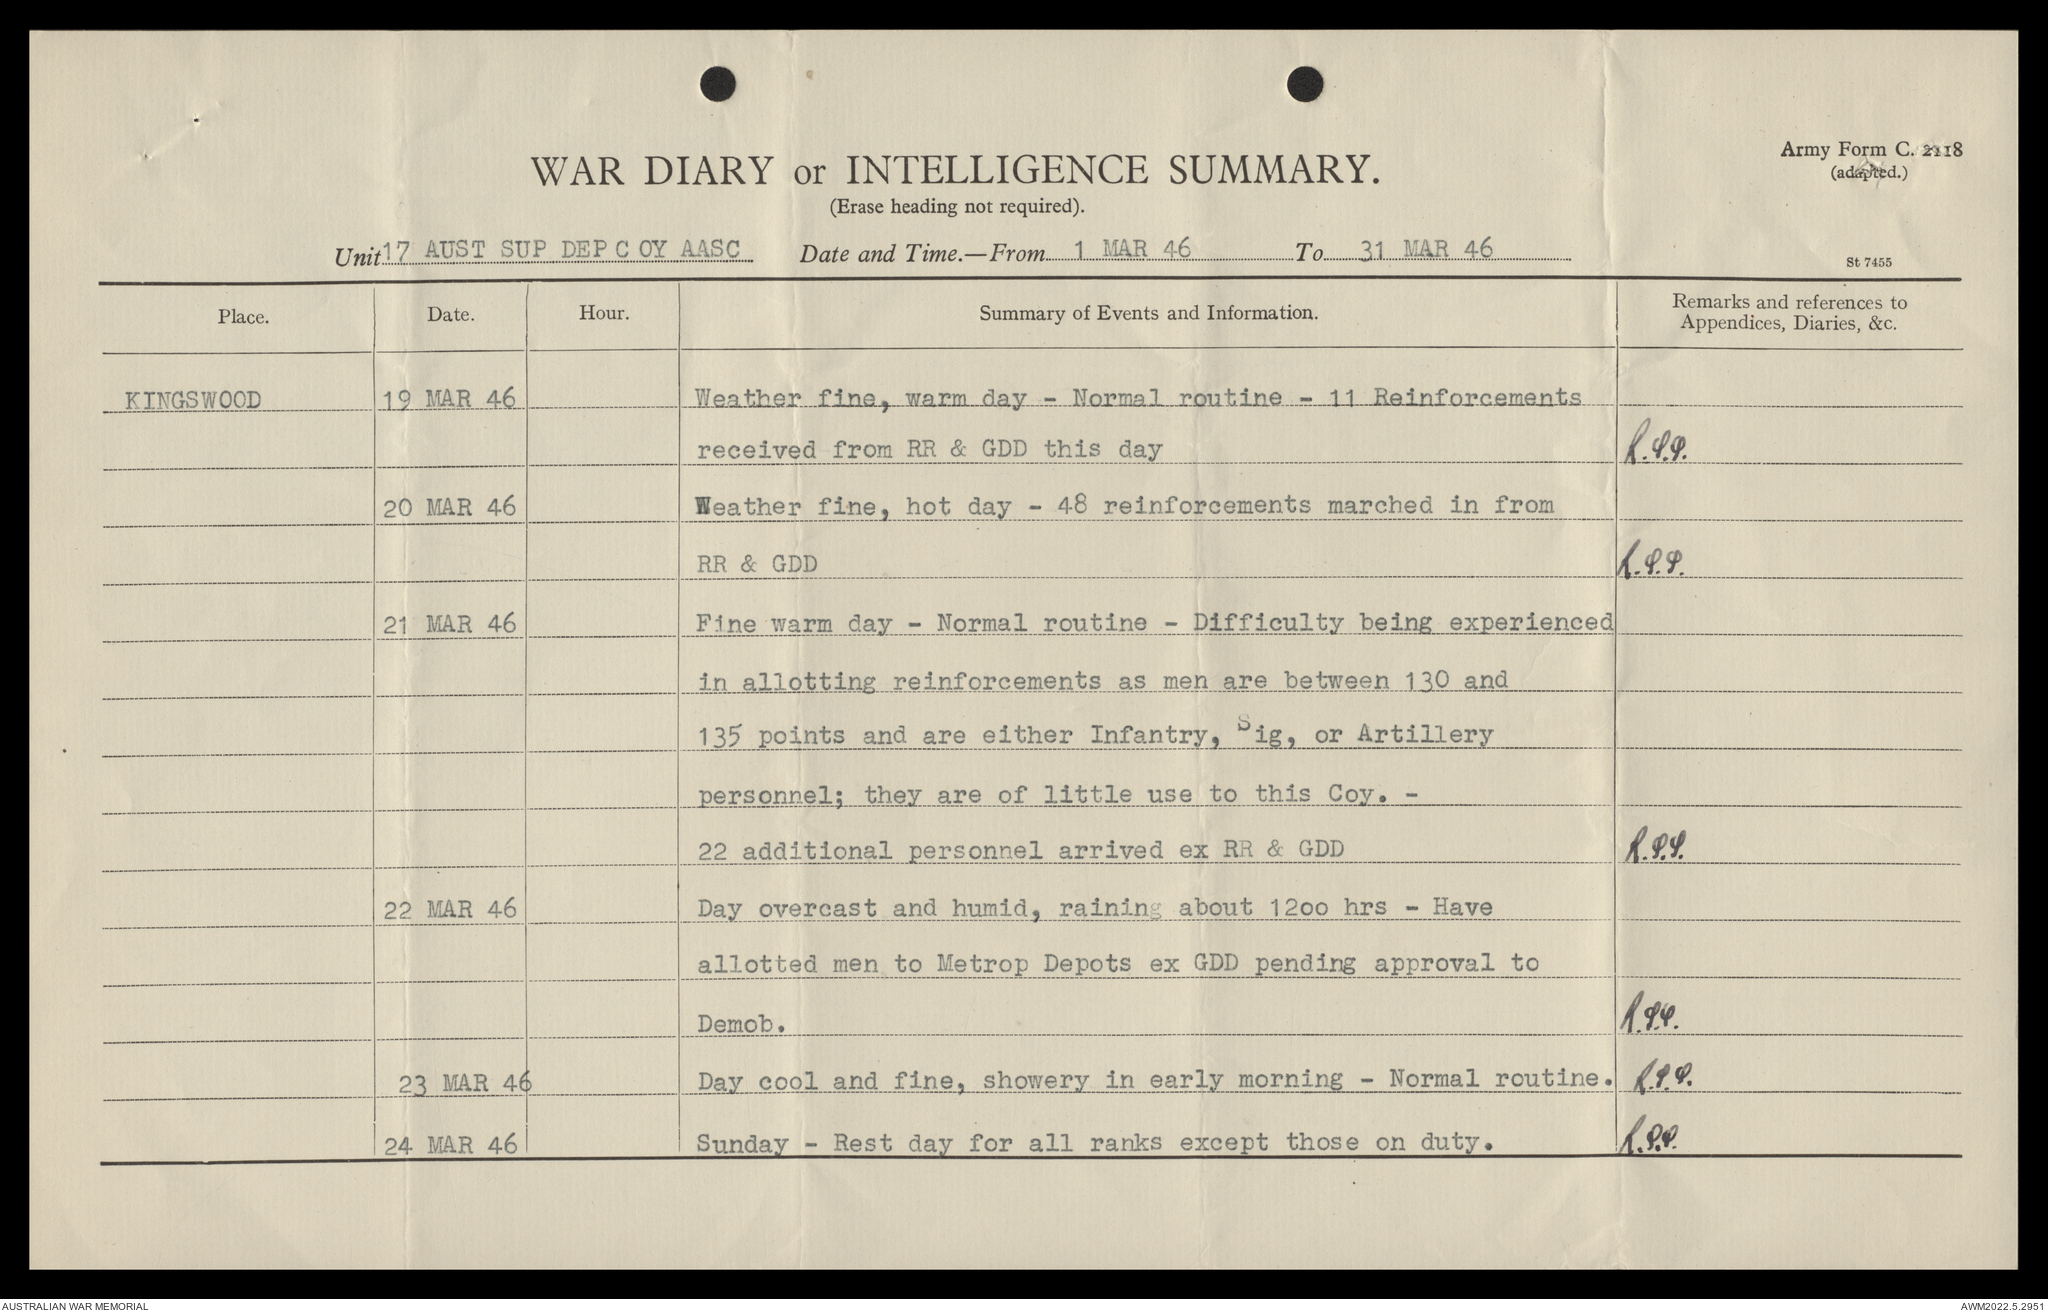 WAR DIARY or INTELLIGENCE SUMMARY.
(Erase heading not required).
Army Form C. 2118
(adapted.)
Unit 17 AUST SUP DEP C OY AASC Date and Time.—From 1 MAR 46 To 31 MAR 46
St 7455
Place. Date. Hour. Summary of Events and Information. Remarks and references to
Appendices, Diaries, &c.
KINGSWOOD 19 MAR 46 Weather fine, warm day - Normal routine - 11 Reinforcements
received from RR & GDD this day
20 MAR 46 Weather fine, hot day - 48 reinforcements marched in from
RR & GDD
21 MAR 46 Fine warm day - Normal routine - Difficulty being experienced
in allotting reinforcements as men are between 130 and
135 points and are either Infantry, Sig, or Artillery
personnel; they are of little use to this Coy. -
22 additional personnel arrived ex RR & GDD
22 MAR 46 Day overcast and humid, raining about 12oo hrs - Have
allotted men to Metrop Depots ex GDD pending approval to
Demob.
23 MAR 46 Day cool and fine, showery in early morning - Normal routine.
24 MAR 46 Sunday - Rest day for all ranks except those on duty.
AUSTRALIAN WAR MEMORIAL
AWM2022.5.2951